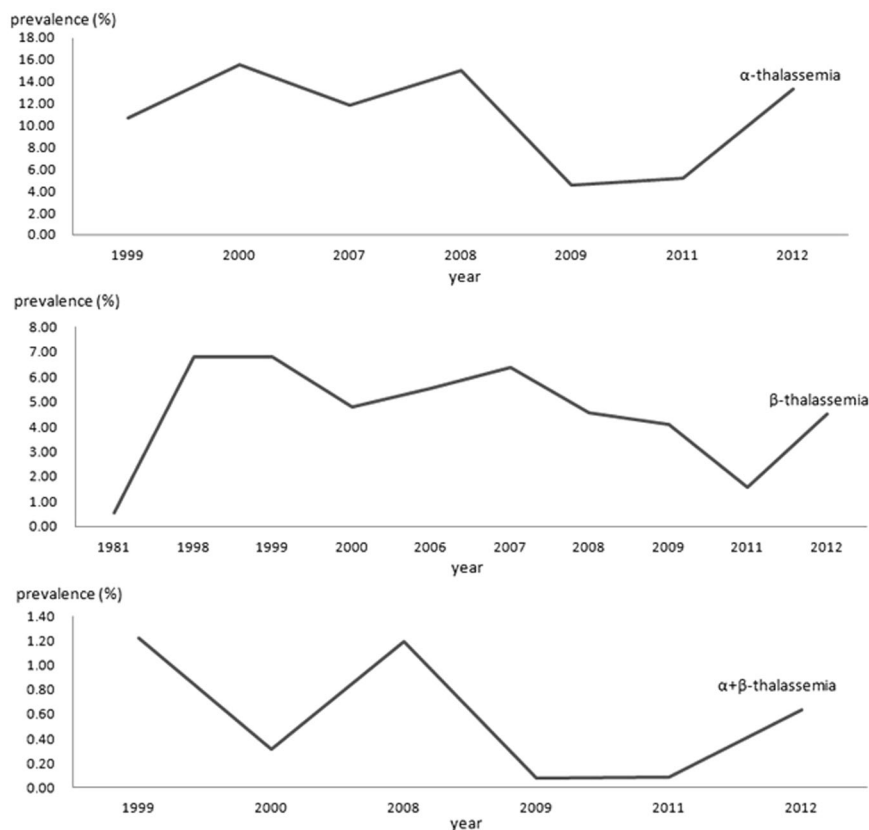 prevalence (%)
18.00
16.00
14.00
12.00
10.00
8.00
6.00
4.00
2.00
0.00
α-thalassemia
1999 2000 2007 2008 2009 2011 2012
year
prevalence (%)
8.00
7.00
6.00
5.00
4.00
3.00
2.00
1.00
0.00
β-thalassemia
1981 1998 1999 2000 2006 2007 2008 2009 2011 2012
year
prevalence (%)
1.40
1.20
1.00
0.80
0.60
0.40
0.20
0.00
α+β-thalassemia
1999 2000 2008 2009 2011 2012
year